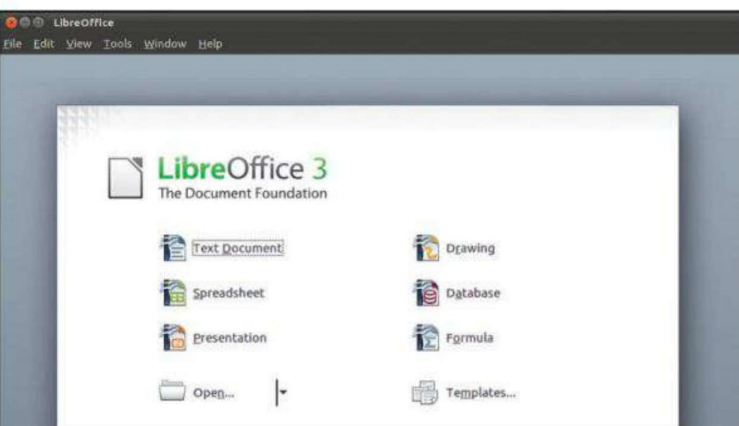 LibreOffice
File Edit View Tools Window Help
LibreOffice 3
The Document Foundation
Text Document
Drawing
Spreadsheet
Database
Presentation
Formula
Open...
Templates...